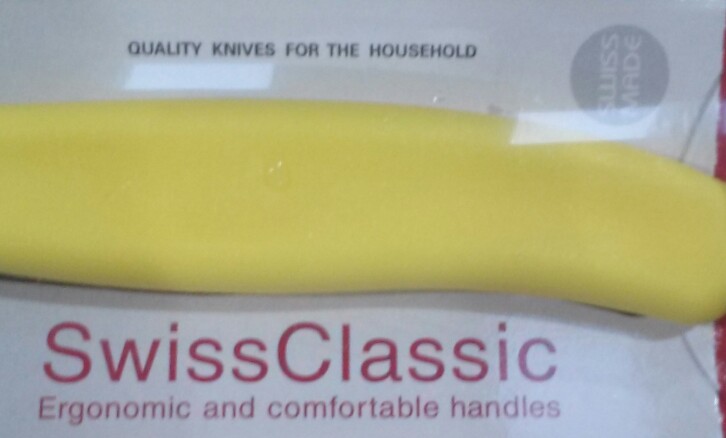 QUALITY KNIVES FOR THE HOUSEHOLD
SWISS
MADE
SwissClassic
Ergonomic and comfortable handles